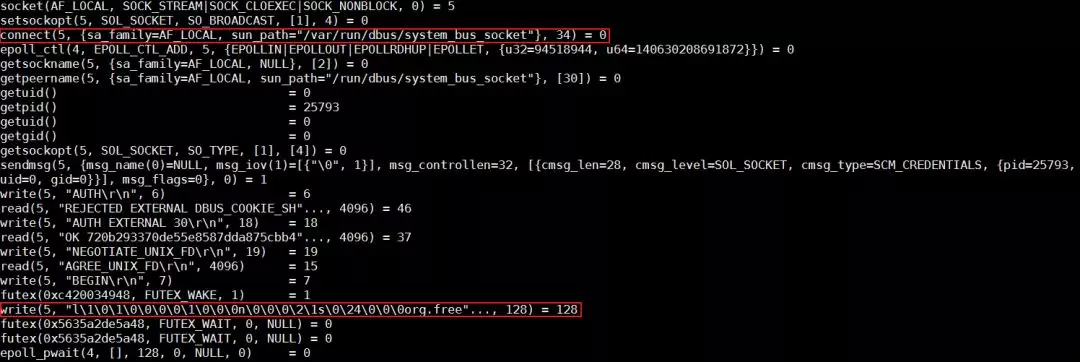 socket(AF_LOCAL, SOCK_STREAM|SOCK_CLOEXEC|SOCK_NONBLOCK, 0) = 5
setsockopt(5, SOL_SOCKET, SO_BROADCAST, [1], 4) = 0
connect(5, {sa_family=AF_LOCAL, sun_path="/var/run/dbus/system_bus_socket"}, 34) = 0
epoll_ctl(4, EPOLL_CTL_ADD, 5, {EPOLLIN|EPOLLOUT|EPOLLRDHUP|EPOLLET, {u32=94518944, u64=140630208691872}}) = 0
getsockname(5, {sa_family=AF_LOCAL, NULL}, [2]) = 0
getpeername(5, {sa_family=AF_LOCAL, sun_path="/run/dbus/system_bus_socket"}, [30]) = 0
getuid() = 0
getpid() = 25793
getuid() = 0
getgid() = 0
getsockopt(5, SOL_SOCKET, SO_TYPE, [1], [4]) = 0
sendmsg(5, {msg_name(0)=NULL, msg_iov(1)=[{"\0", 1}], msg_controllen=32, [{cmsg_len=28, cmsg_level=SOL_SOCKET, cmsg_type=SCM_CREDENTIALS, {pid=25793,
uid=0, gid=0}}], msg_flags=0}, 0) = 1
write(5, "AUTH\r\n", 6) = 6
read(5, "REJECTED EXTERNAL DBUS_COOKIE_SH"..., 4096) = 46
write(5, "AUTH EXTERNAL 30\r\n", 18) = 18
read(5, "OK 720b293370de55e8587dda875cbb4"..., 4096) = 37
write(5, "NEGOTIATE_UNIX_FD\r\n", 19) = 19
read(5, "AGREE_UNIX_FD\r\n", 4096) = 15
write(5, "BEGIN\r\n", 7) = 7
futex(0xc420034948, FUTEX_WAKE, 1) = 1
write(5, "l\1\0\1\0\0\0\0\1\0\0\0n\0\0\0\2\1s\0\24\0\0\0org.free"..., 128) = 128
futex(0x5635a2de5a48, FUTEX_WAIT, 0, NULL) = 0
futex(0x5635a2de5a48, FUTEX_WAIT, 0, NULL) = 0
epoll_pwait(4, [], 128, 0, NULL, 0) = 0